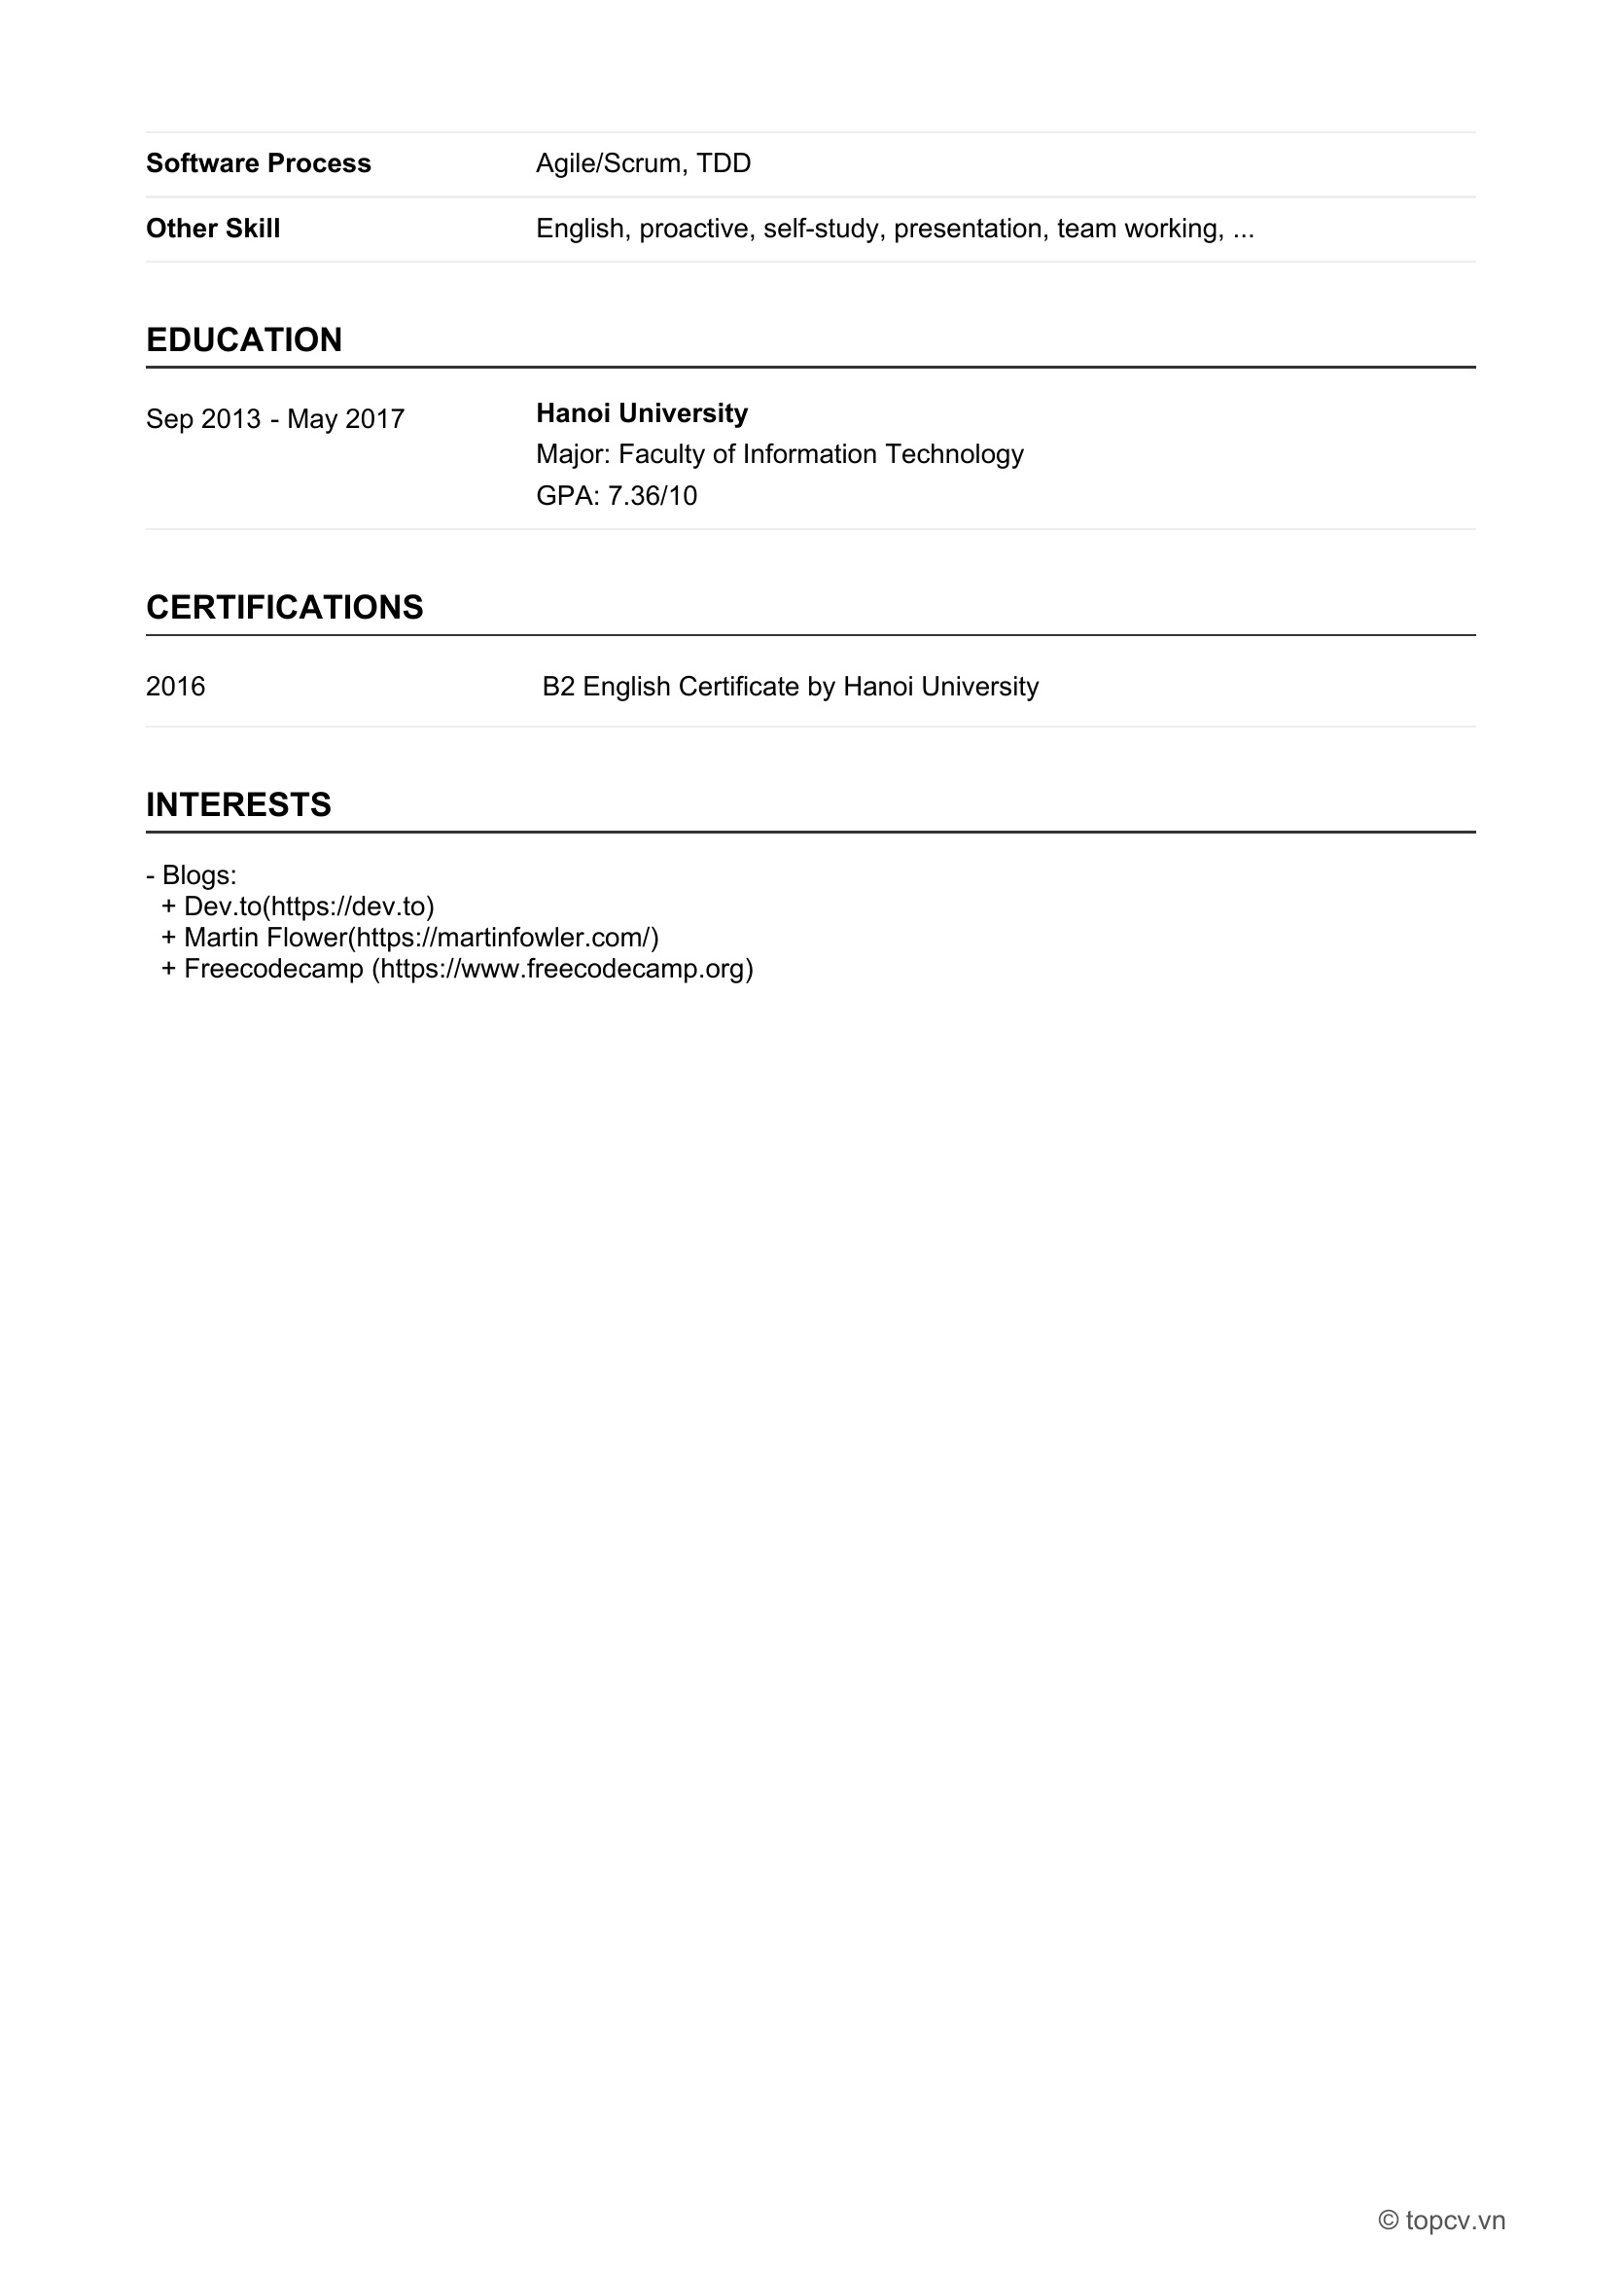 Software Process Agile/Scrum, TDD
Other Skill English, proactive, self-study, presentation, team working, ...
EDUCATION
Sep 2013 - May 2017 Hanoi University
Major: Faculty of Information Technology
GPA: 7.36/10
CERTIFICATIONS
2016 B2 English Certificate by Hanoi University
INTERESTS
- Blogs:
+ Dev.to(https://dev.to)
+ Martin Flower(https://martinfowler.com/)
+ Freecodecamp (https://www.freecodecamp.org)
© topcv.vn